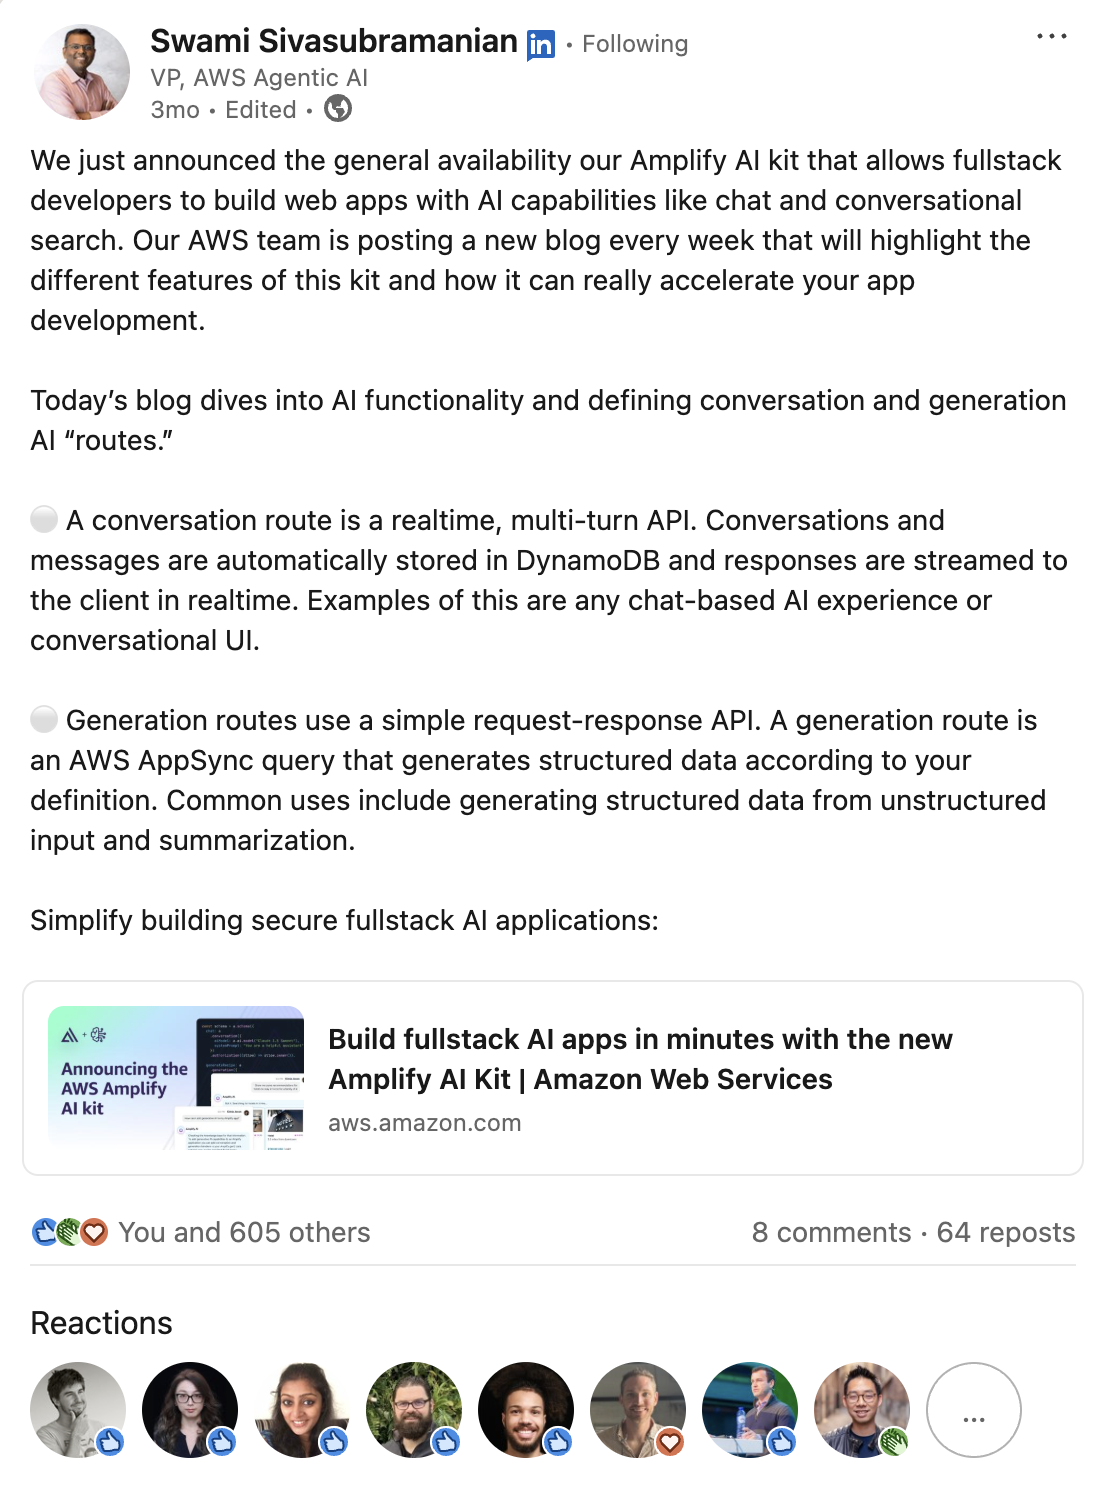 Swami Sivasubramanian in • Following
VP, AWS Agentic AI
3mo • Edited •
We just announced the general availability our Amplify AI kit that allows fullstack
developers to build web apps with AI capabilities like chat and conversational
search. Our AWS team is posting a new blog every week that will highlight the
different features of this kit and how it can really accelerate your app
development.
Today’s blog dives into AI functionality and defining conversation and generation
AI “routes.”
A conversation route is a realtime, multi-turn API. Conversations and
messages are automatically stored in DynamoDB and responses are streamed to
the client in realtime. Examples of this are any chat-based AI experience or
conversational UI.
Generation routes use a simple request-response API. A generation route is
an AWS AppSync query that generates structured data according to your
definition. Common uses include generating structured data from unstructured
input and summarization.
Simplify building secure fullstack AI applications:
Announcing the
AWS Amplify
AI kit
Build fullstack AI apps in minutes with the new
Amplify AI Kit | Amazon Web Services
aws.amazon.com
You and 605 others
8 comments · 64 reposts
Reactions
...